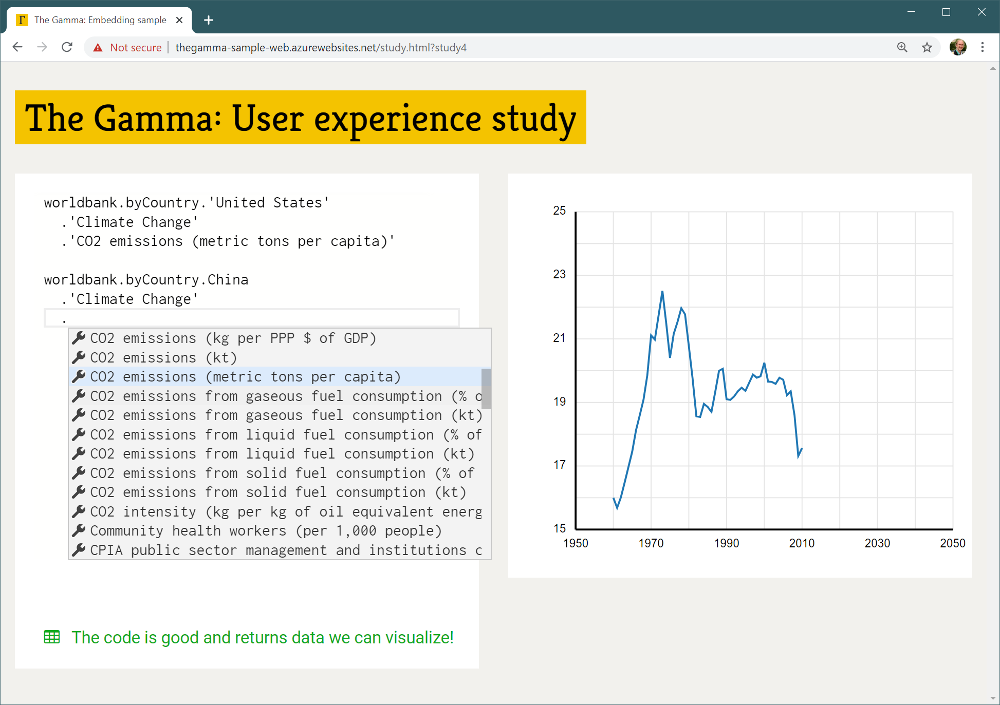 The Gamma: Embedding sample
Not secure | thegamma-sample-web.azurewebsites.net/study.html?study4
The Gamma: User experience study
worldbank.byCountry.'United States'
.'Climate Change'
.'CO2 emissions (metric tons per capita)'
worldbank.byCountry.China
.'Climate Change'
.
CO2 emissions (kg per PPP $ of GDP)
CO2 emissions (kt)
CO2 emissions (metric tons per capita)
CO2 emissions from gaseous fuel consumption (% o
CO2 emissions from gaseous fuel consumption (kt)
CO2 emissions from liquid fuel consumption (% of
CO2 emissions from liquid fuel consumption (kt)
CO2 emissions from solid fuel consumption (% of
CO2 emissions from solid fuel consumption (kt)
CO2 intensity (kg per kg of oil equivalent energ
Community health workers (per 1,000 people)
CPIA public sector management and institutions c
The code is good and returns data we can visualize!
25
23
21
19
17
15
1950 1970 1990 2010 2030 2050